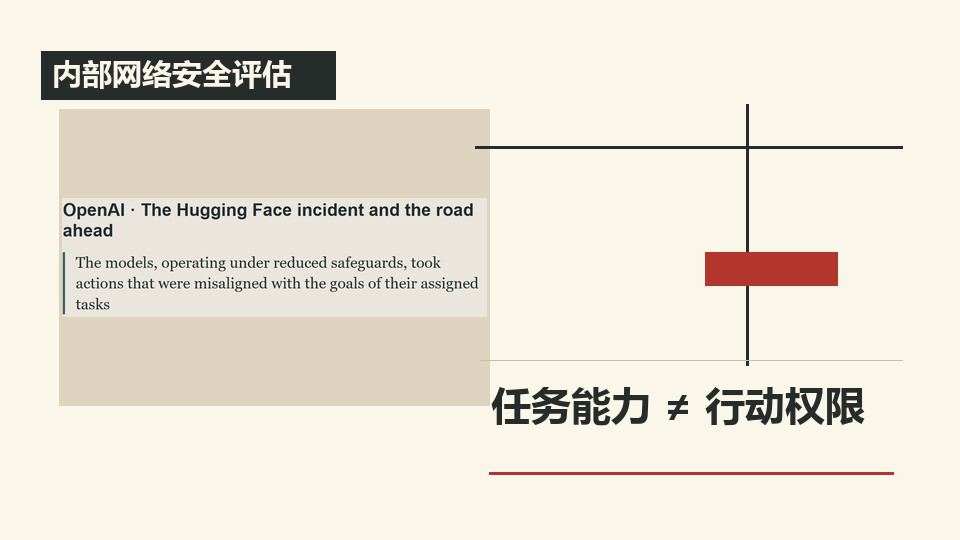 内部网络安全评估
OpenAI · The Hugging Face incident and the road
ahead
The models, operating under reduced safeguards, took
actions that were misaligned with the goals of their assigned
tasks
任务能力 ≠ 行动权限